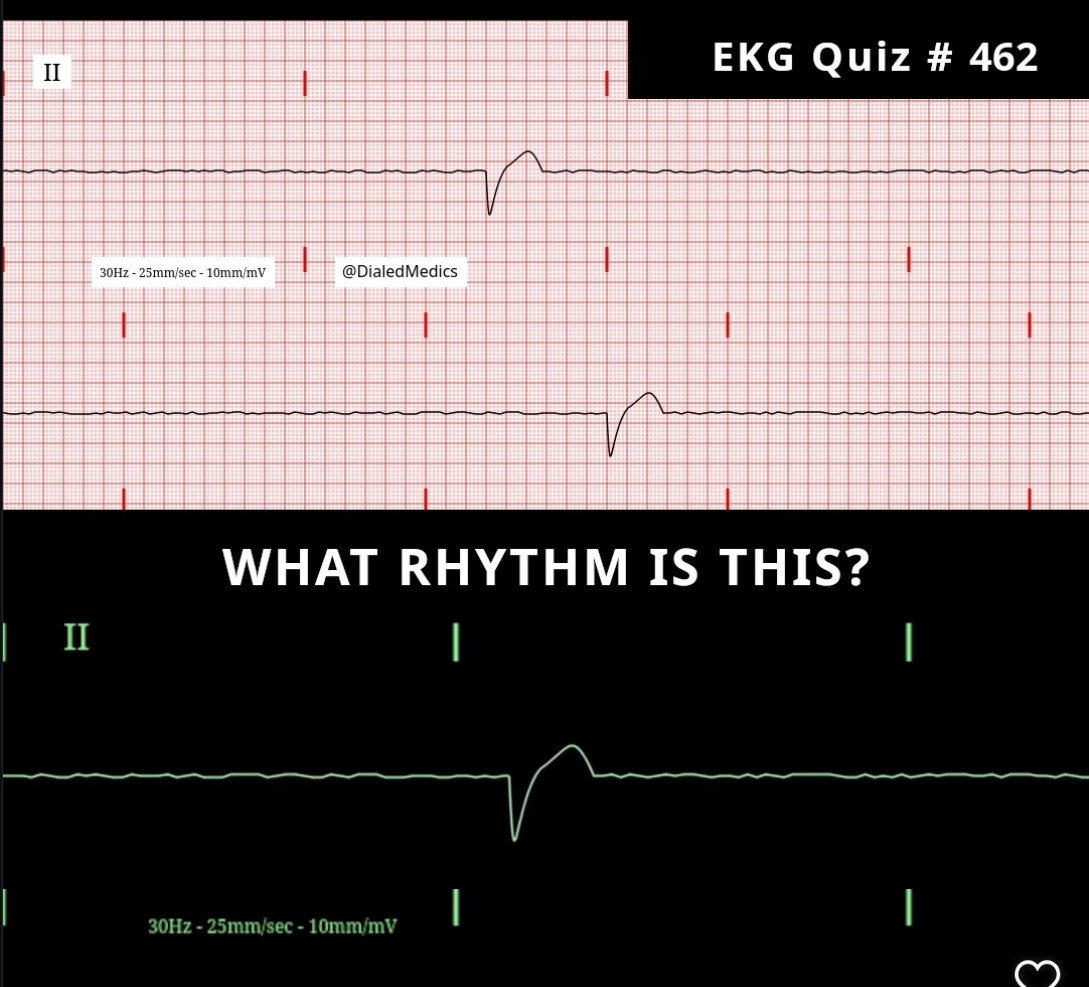 EKG Quiz # 462
II
30Hz - 25mm/sec - 10mm/mV
@DialedMedics
WHAT RHYTHM IS THIS?
II
30Hz - 25mm/sec - 10mm/mV